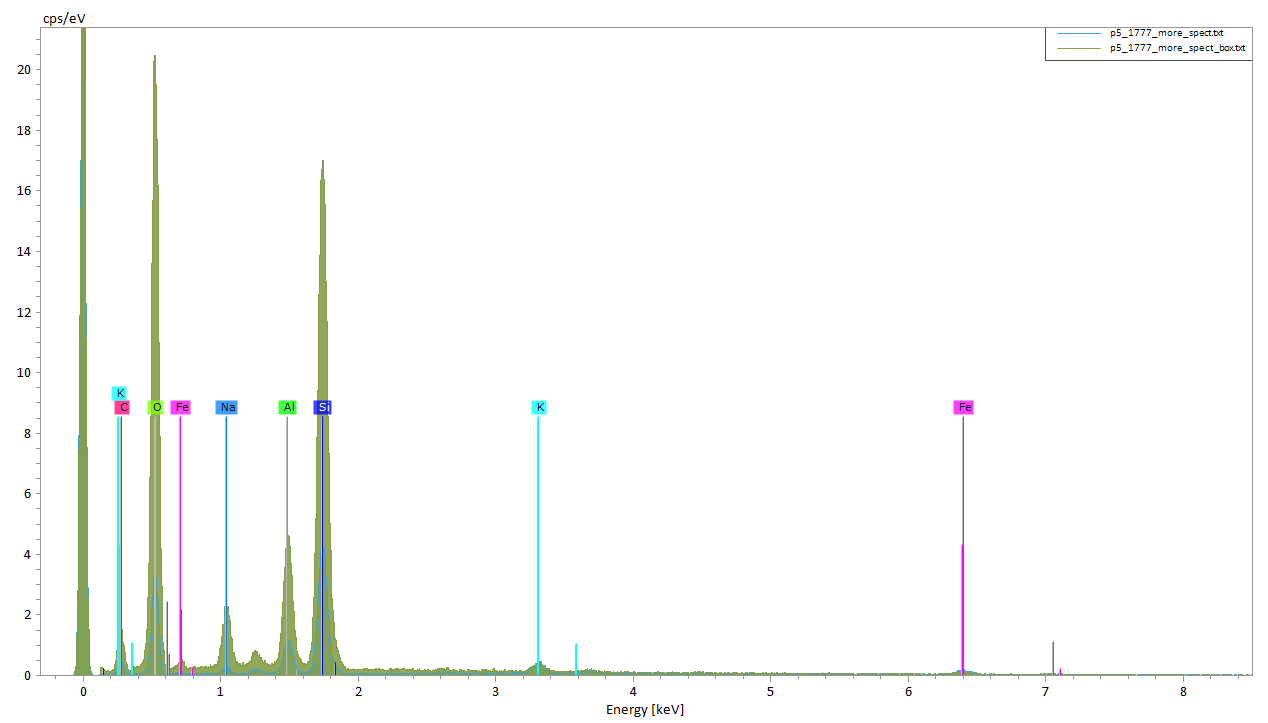 cps/eV
p5_1777_more_spect.txt
p5_1777_more_spect_box.txt
20
18
16
14
12
10
8
6
4
2
0
K
C
O
Fe
Na
Al
Si
K
Fe
0
1
2
3
4
5
6
7
8
Energy [keV]